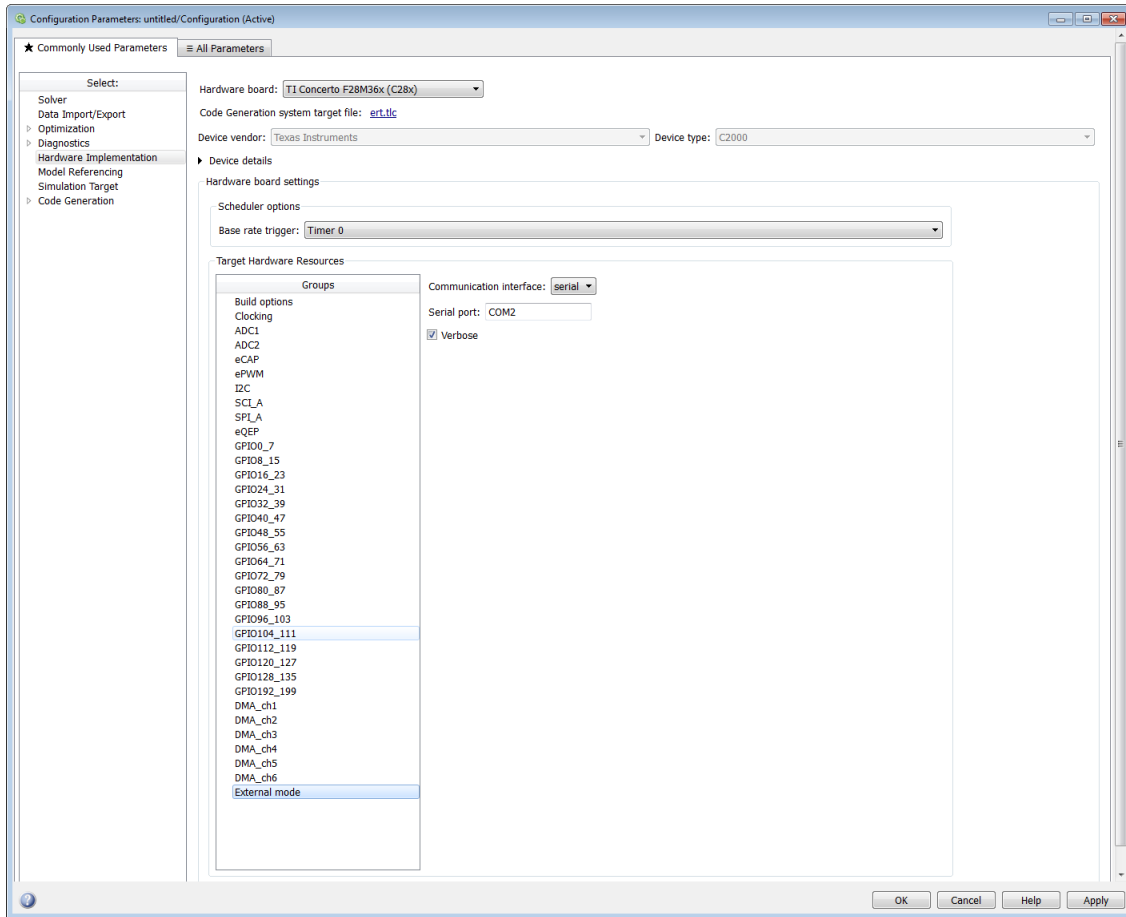 Configuration Parameters: untitled/Configuration (Active)
★ Commonly Used Parameters
≡ All Parameters
Select:
Solver
Data Import/Export
Optimization
Diagnostics
Hardware Implementation
Model Referencing
Simulation Target
Code Generation
Hardware board: TI Concerto F28M36x (C28x)
Code Generation system target file: ert.tlc
Device vendor: Texas Instruments Device type: C2000
Device details
Hardware board settings
Scheduler options
Base rate trigger: Timer 0
Target Hardware Resources
Groups
Build options
Clocking
ADC1
ADC2
eCAP
ePWM
I2C
SCI_A
SPI_A
eQEP
GPIO0_7
GPIO8_15
GPIO16_23
GPIO24_31
GPIO32_39
GPIO40_47
GPIO48_55
GPIO56_63
GPIO64_71
GPIO72_79
GPIO80_87
GPIO88_95
GPIO96_103
GPIO104_111
GPIO112_119
GPIO120_127
GPIO128_135
GPIO192_199
DMA_ch1
DMA_ch2
DMA_ch3
DMA_ch4
DMA_ch5
DMA_ch6
External mode
Communication interface: serial
Serial port: COM2
Verbose
OK
Cancel
Help
Apply